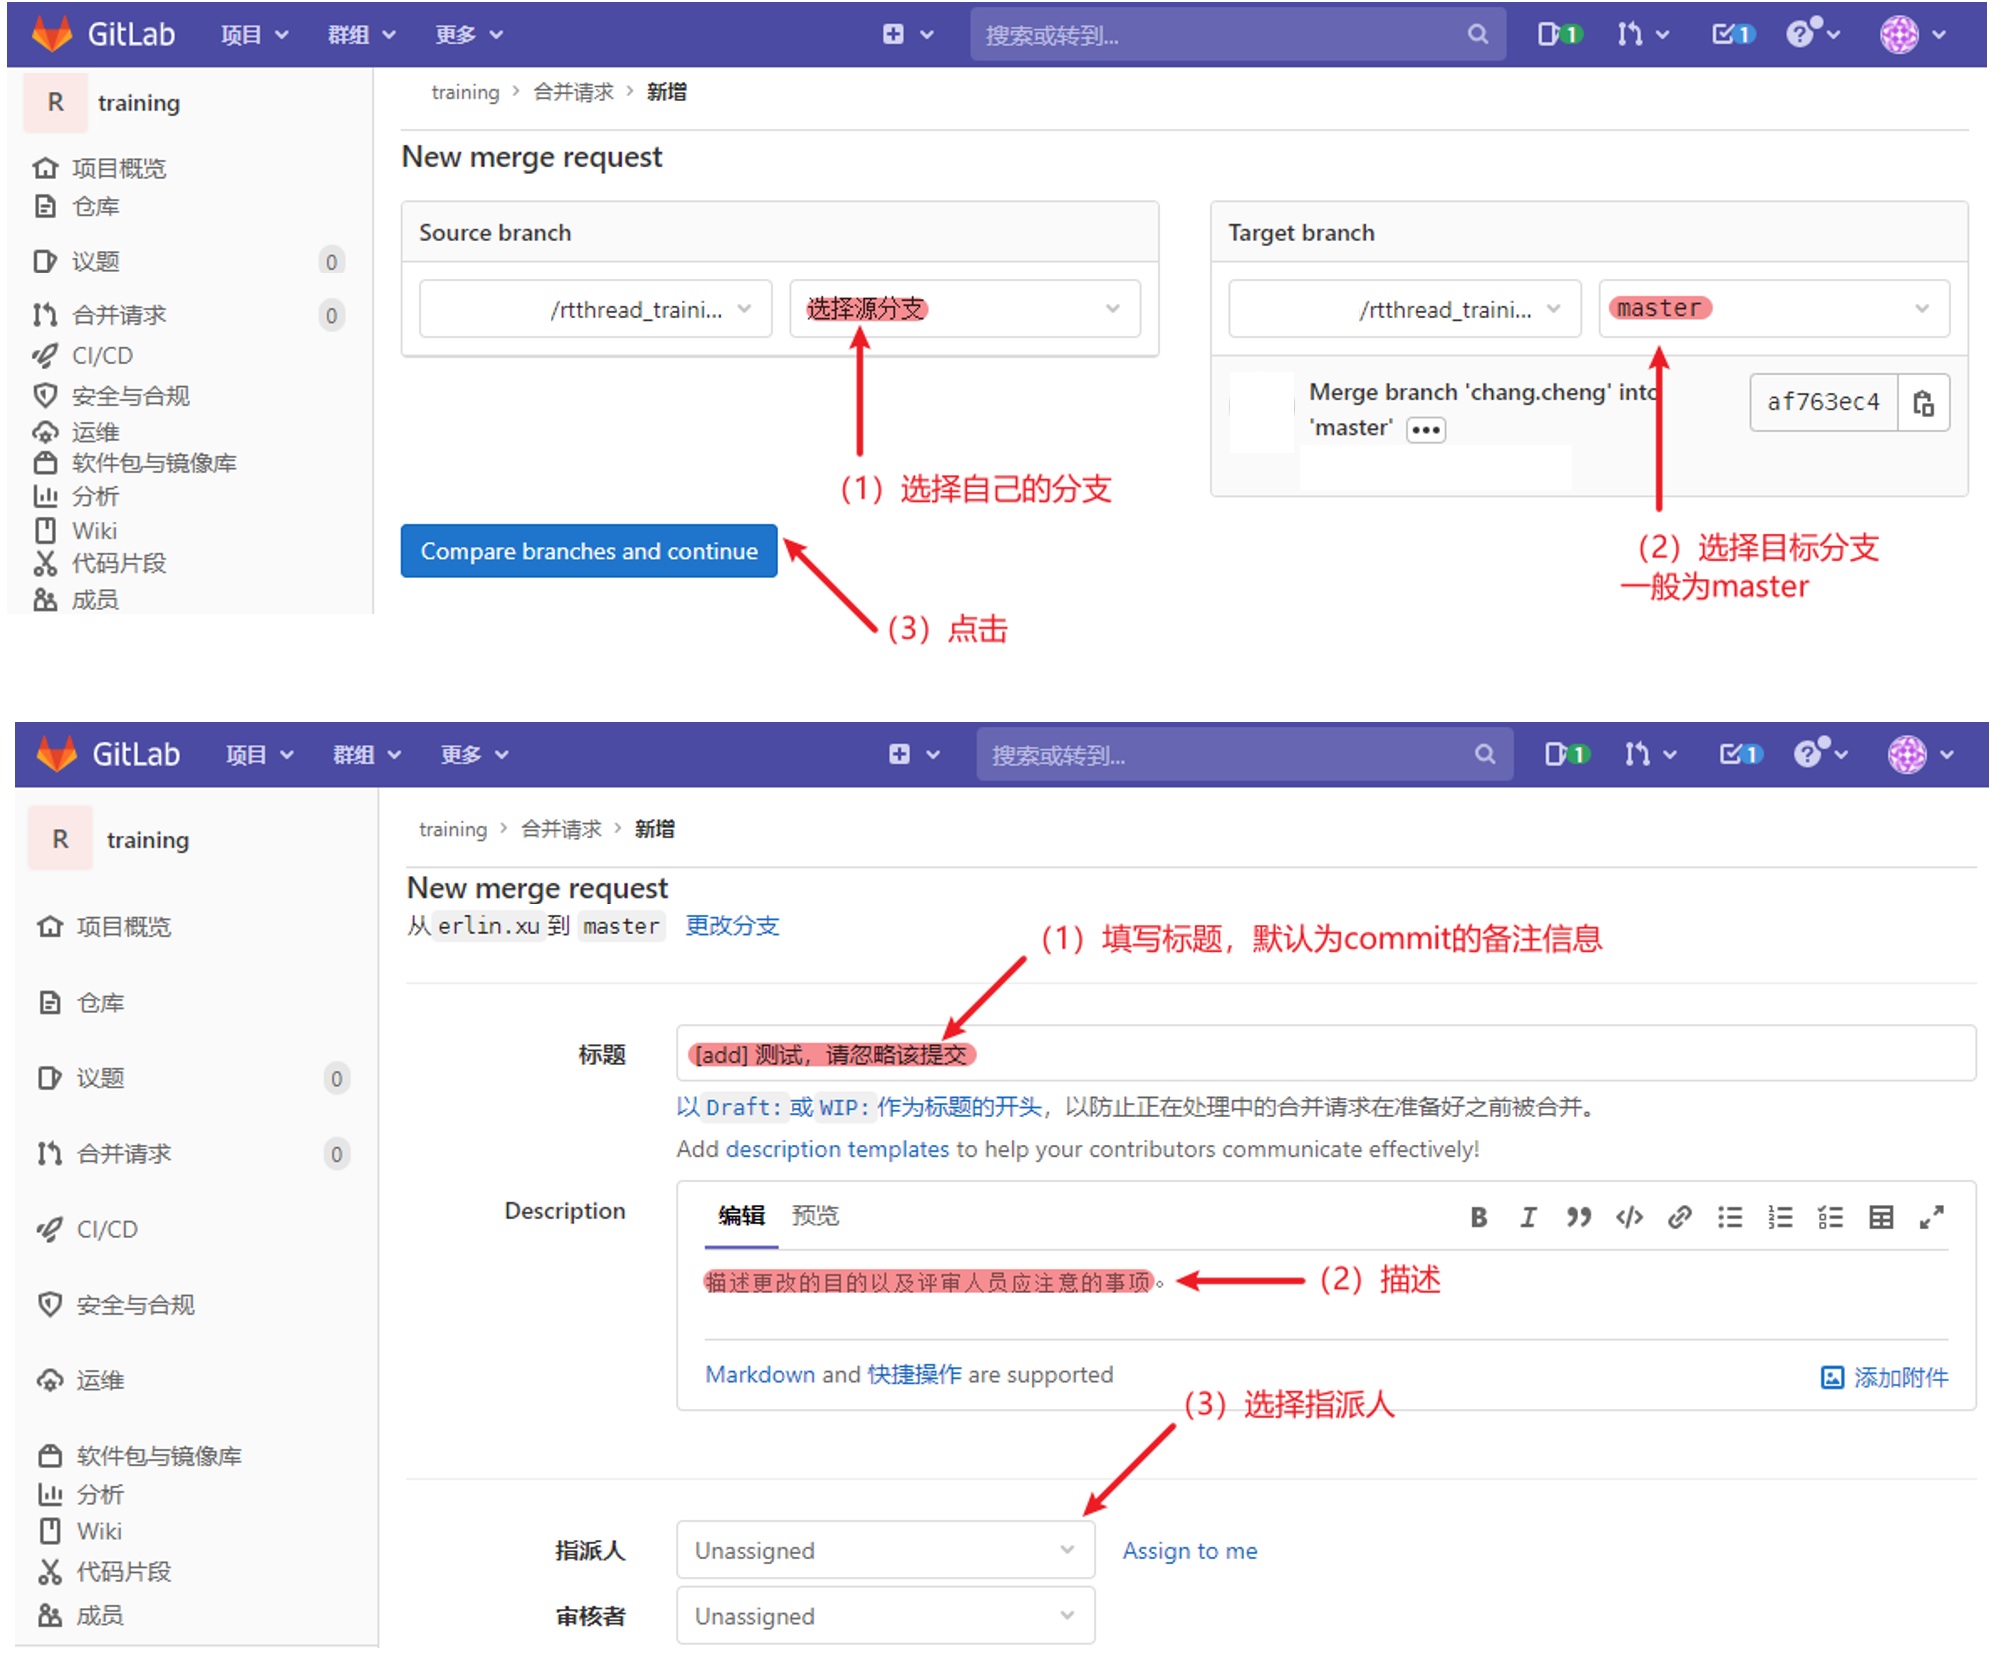 GitLab 项目 群组 更多 搜索或转到... 1 1
R training
training > 合并请求 > 新增
New merge request
项目概览
仓库
议题 0
合并请求 0
CI/CD
安全与合规
运维
软件包与镜像库
分析
Wiki
代码片段
成员
Source branch
/rtthread_traini... 选择源分支
(1) 选择自己的分支
Target branch
/rtthread_traini... master
Merge branch 'chang.cheng' into
'master' •••
af763ec4
(2) 选择目标分支
一般为master
Compare branches and continue
(3) 点击
GitLab 项目 群组 更多 搜索或转到... 1 1
R training
项目概览
仓库
议题 0
合并请求 0
CI/CD
安全与合规
运维
软件包与镜像库
分析
Wiki
代码片段
成员
training > 合并请求 > 新增
New merge request
从 erlin.xu 到 master 更改分支
(1) 填写标题，默认为commit的备注信息
标题 [add] 测试，请忽略该提交
以 Draft: 或 WIP: 作为标题的开头，以防止正在处理中的合并请求在准备好之前被合并。
Add description templates to help your contributors communicate effectively!
Description 编辑 预览
描述更改的目的以及评审人员应注意的事项。
(2) 描述
Markdown and 快捷操作 are supported 添加附件
(3) 选择指派人
指派人 Unassigned Assign to me
审核者 Unassigned